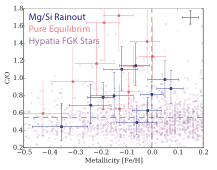 Mg/Si Rainout
Pure Equilibrm
Hypatia FGK Stars
1.8
1.6
1.4
1.2
1.0
0.8
0.6
0.4
0.2
C/O
−0.5 −0.4 −0.3 −0.2 −0.1 0.0 0.1 0.2
Metallicity [Fe/H]